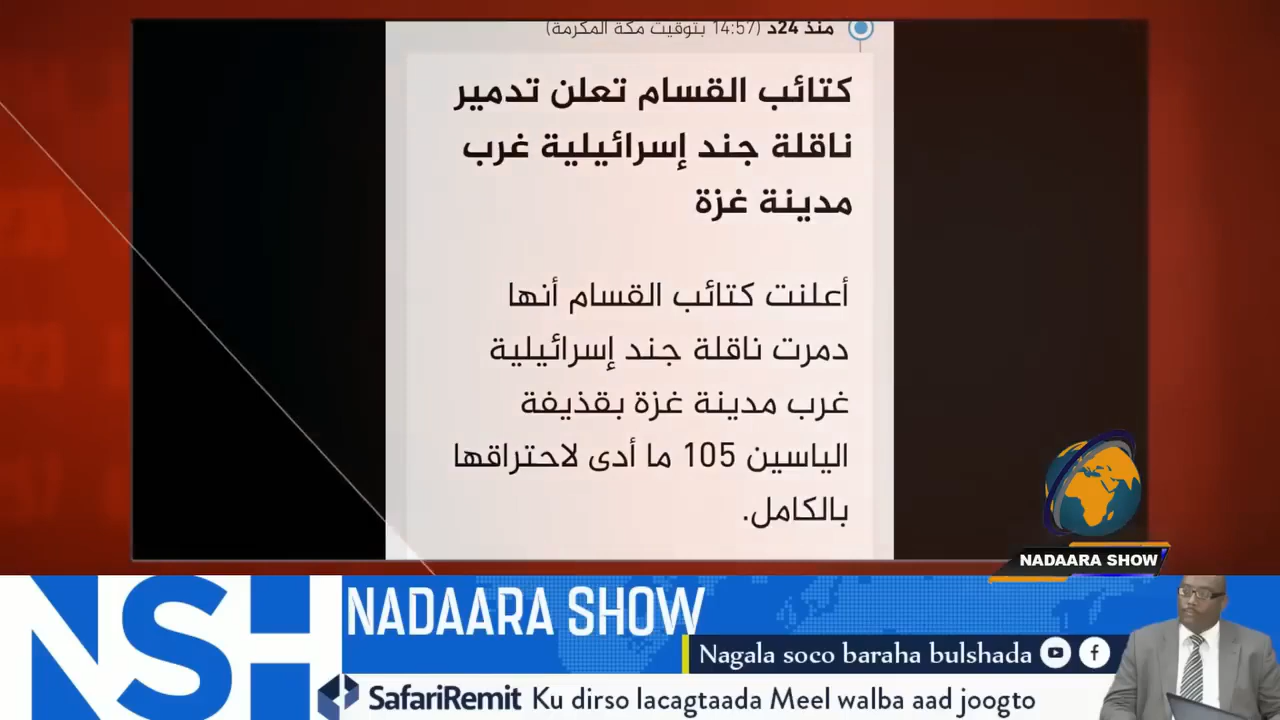 منذ 24د (14:57 بتوقيت مكة المكرمة)
كتائب القسام تعلن تدمير
ناقلة جند إسرائيلية غرب
مدينة غزة
أعلنت كتائب القسام أنها
دمرت ناقلة جند إسرائيلية
غرب مدينة غزة بقذيفة
الياسين 105 ما أدى لاحتراقها
بالكامل.
NADAARA SHOW
NSH
NADAARA SHOW
Nagala soco baraha bulshada
SafariRemit Ku dirso lacagtaada Meel walba aad joogto